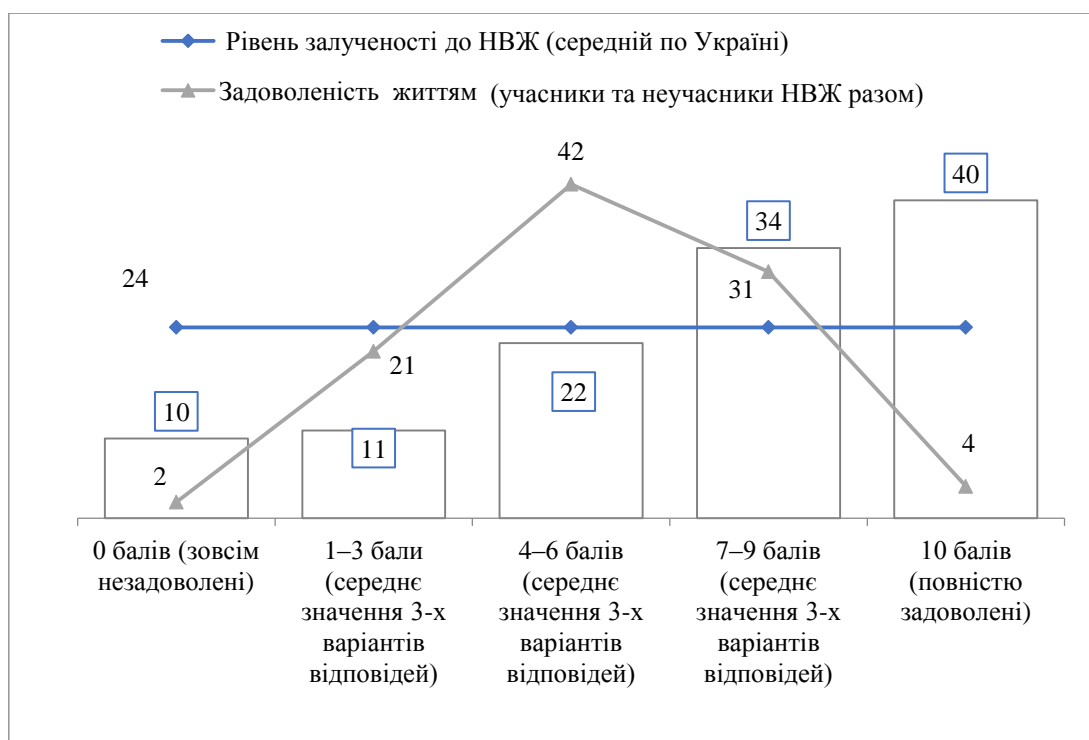 Рівень залученості до НВЖ (середній по Україні)
Задоволеність життям (учасники та неучасники НВЖ разом)
42
40
34
24
31
21
22
10
11
2
4
0 балів (зовсім
незадоволені)
1–3 бали
(середнє
значення 3-х
варіантів
відповідей)
4–6 балів
(середнє
значення 3-х
варіантів
відповідей)
7–9 балів
(середнє
значення 3-х
варіантів
відповідей)
10 балів
(повністю
задоволені)